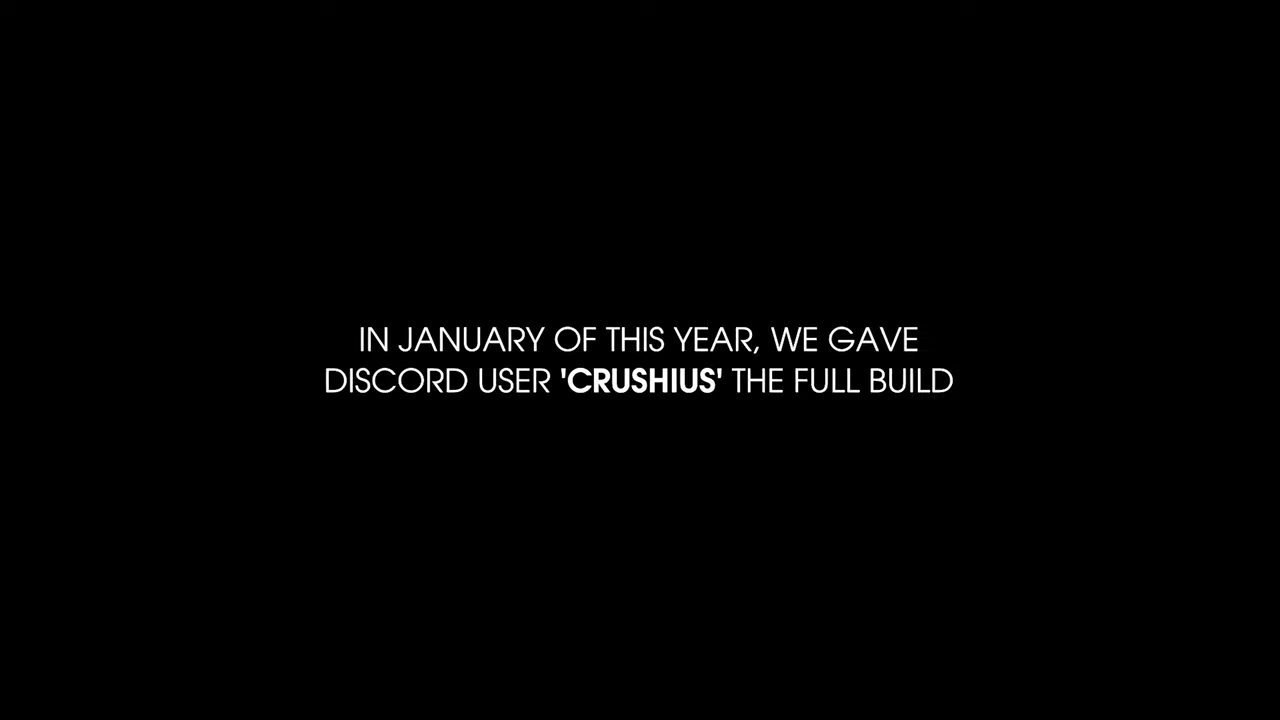 IN JANUARY OF THIS YEAR, WE GAVE
DISCORD USER 'CRUSHIUS' THE FULL BUILD